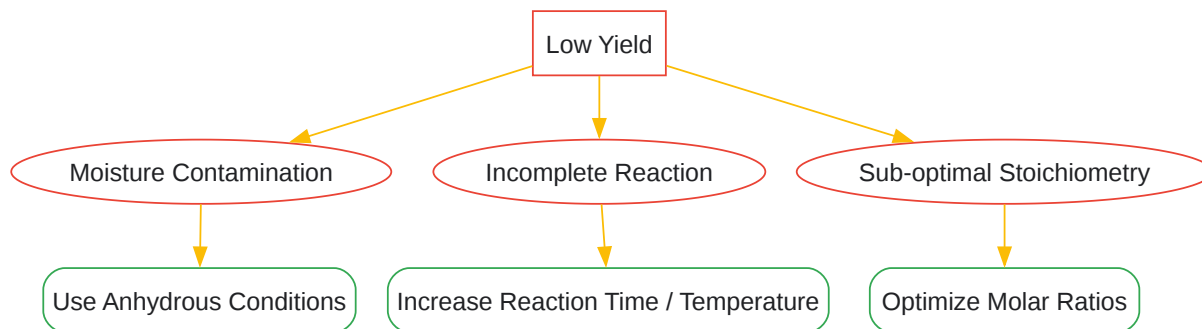 Low Yield
Moisture Contamination
Incomplete Reaction
Sub-optimal Stoichiometry
Use Anhydrous Conditions
Increase Reaction Time / Temperature
Optimize Molar Ratios